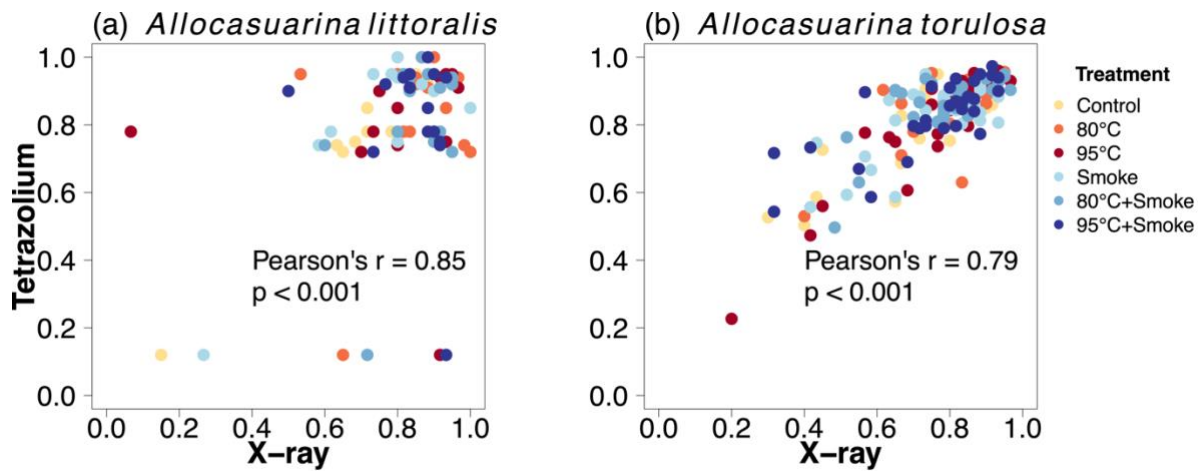 (a) Allocasuarina littoralis
(b) Allocasuarina torulosa
Tetrazolium
1.0
0.8
0.6
0.4
0.2
0.0
Pearson's r = 0.85
p < 0.001
0.0 0.2 0.4 0.6 0.8 1.0
X-ray
1.0
0.8
0.6
0.4
0.2
0.0
Pearson's r = 0.79
p < 0.001
0.0 0.2 0.4 0.6 0.8 1.0
X-ray
Treatment
Control
80°C
95°C
Smoke
80°C+Smoke
95°C+Smoke